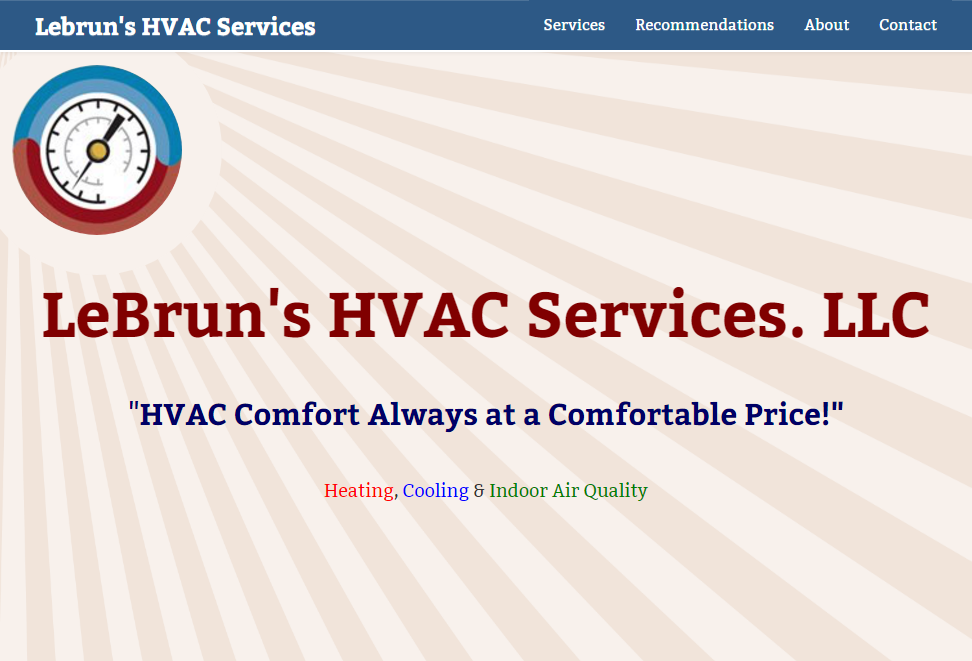 Lebrun's HVAC Services
Services Recommendations About Contact
LeBrun's HVAC Services. LLC
"HVAC Comfort Always at a Comfortable Price!"
Heating, Cooling & Indoor Air Quality